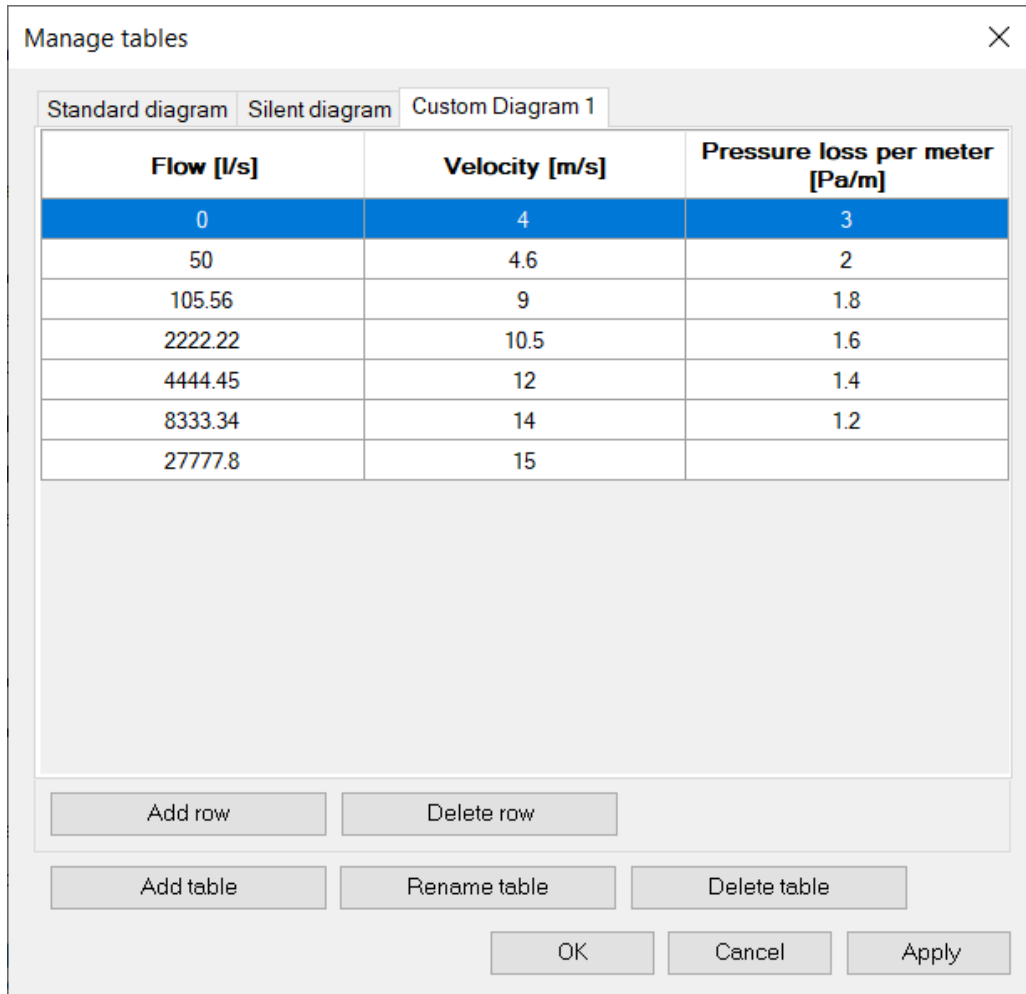 Manage tables
Standard diagram Silent diagram Custom Diagram 1
Flow [l/s] Velocity [m/s] Pressure loss per meter [Pa/m]
0 4 3
50 4.6 2
105.56 9 1.8
2222.22 10.5 1.6
4444.45 12 1.4
8333.34 14 1.2
27777.8 15
Add row Delete row
Add table Rename table Delete table
OK Cancel Apply